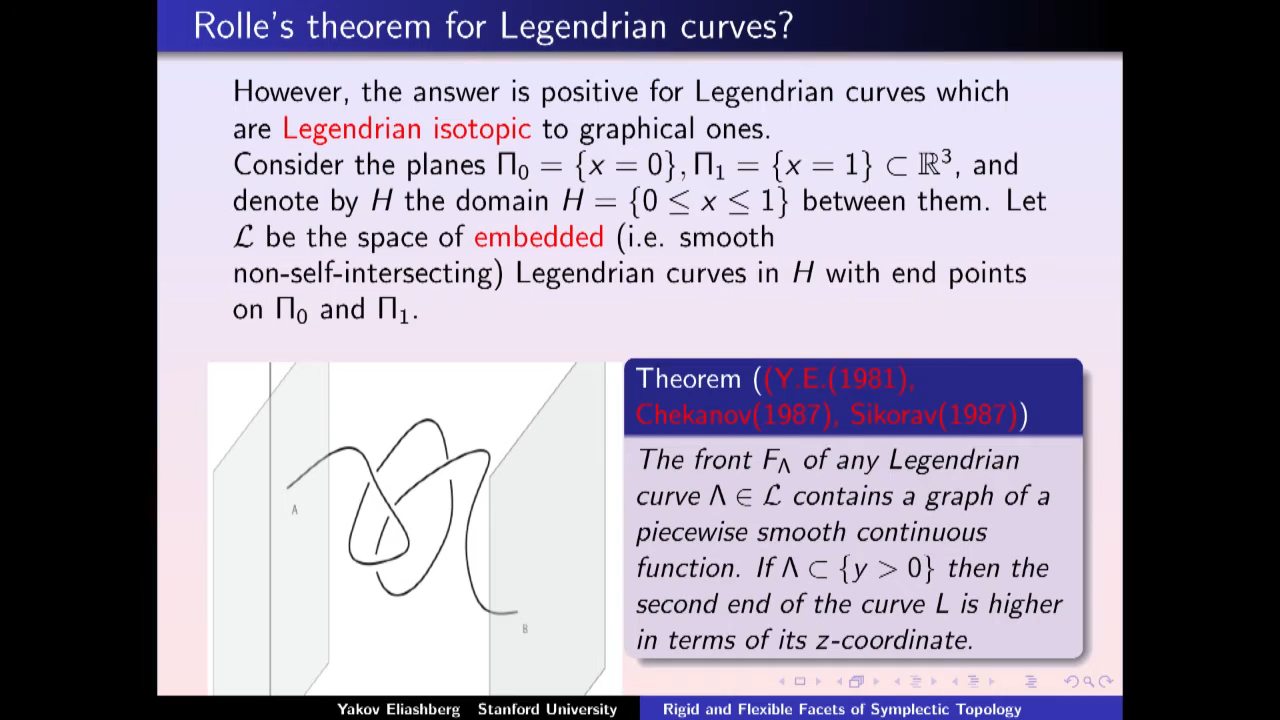 Rolle's theorem for Legendrian curves?
However, the answer is positive for Legendrian curves which
are Legendrian isotopic to graphical ones.
Consider the planes Π₀ = {x = 0}, Π₁ = {x = 1} ⊂ ℝ³, and
denote by H the domain H = {0 ≤ x ≤ 1} between them. Let
ℒ be the space of embedded (i.e. smooth
non-self-intersecting) Legendrian curves in H with end points
on Π₀ and Π₁.
A
B
Theorem ((Y.E.(1981),
Chekanov(1987), Sikorav(1987))
The front F_Λ of any Legendrian
curve Λ ∈ ℒ contains a graph of a
piecewise smooth continuous
function. If Λ ⊂ {y > 0} then the
second end of the curve L is higher
in terms of its z-coordinate.
Yakov Eliashberg Stanford University
Rigid and Flexible Facets of Symplectic Topology